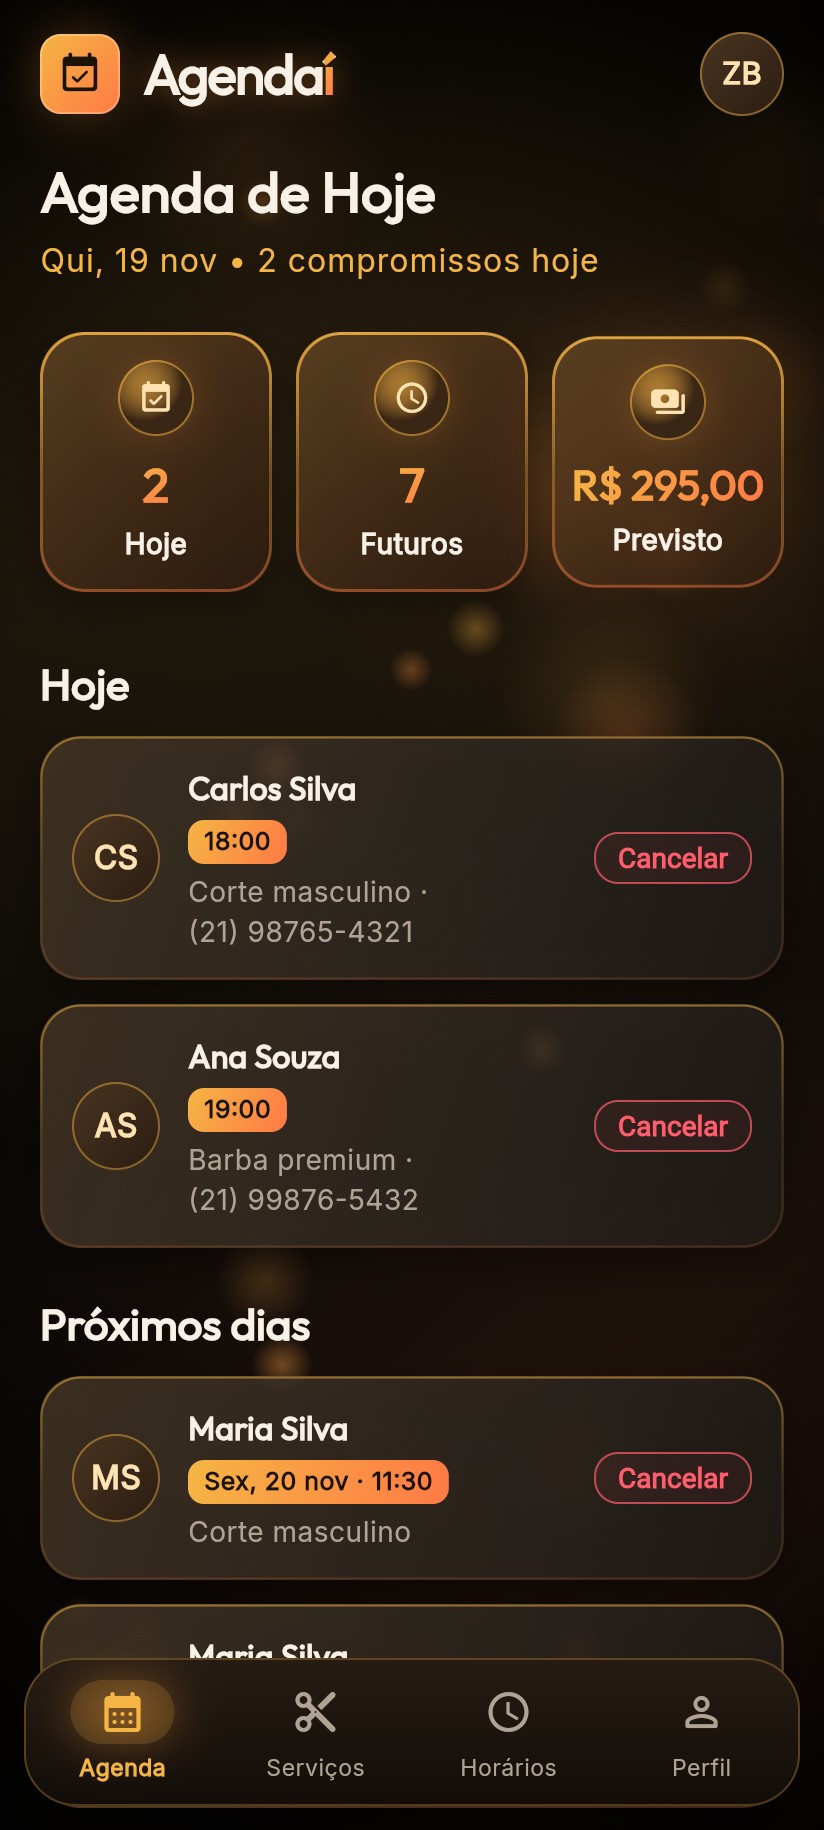 Agendaí
ZB
Agenda de Hoje
Qui, 19 nov • 2 compromissos hoje
2
Hoje
7
Futuros
R$ 295,00
Previsto
Hoje
CS
Carlos Silva
18:00
Corte masculino ·
(21) 98765-4321
Cancelar
AS
Ana Souza
19:00
Barba premium ·
(21) 99876-5432
Cancelar
Próximos dias
MS
Maria Silva
Sex, 20 nov · 11:30
Corte masculino
Cancelar
Maria Silva
Agenda
Serviços
Horários
Perfil